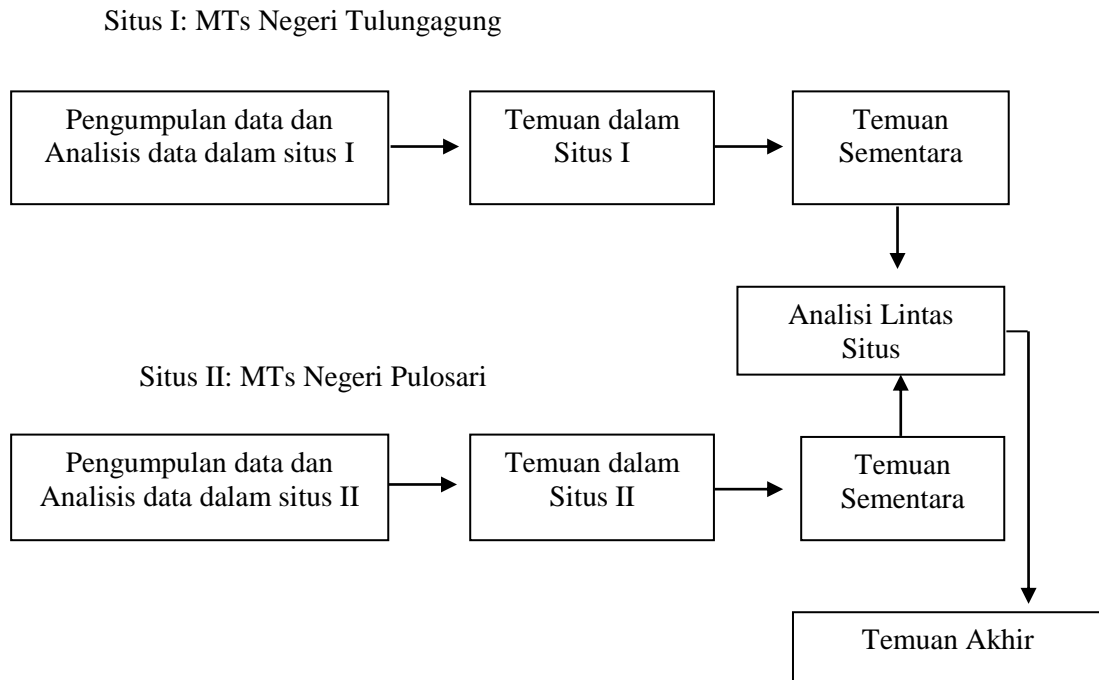 Situs I: MTs Negeri Tulungagung
Pengumpulan data dan
Analisis data dalam situs I
Temuan dalam
Situs I
Temuan
Sementara
Analisi Lintas
Situs
Situs II: MTs Negeri Pulosari
Pengumpulan data dan
Analisis data dalam situs II
Temuan dalam
Situs II
Temuan
Sementara
Temuan Akhir